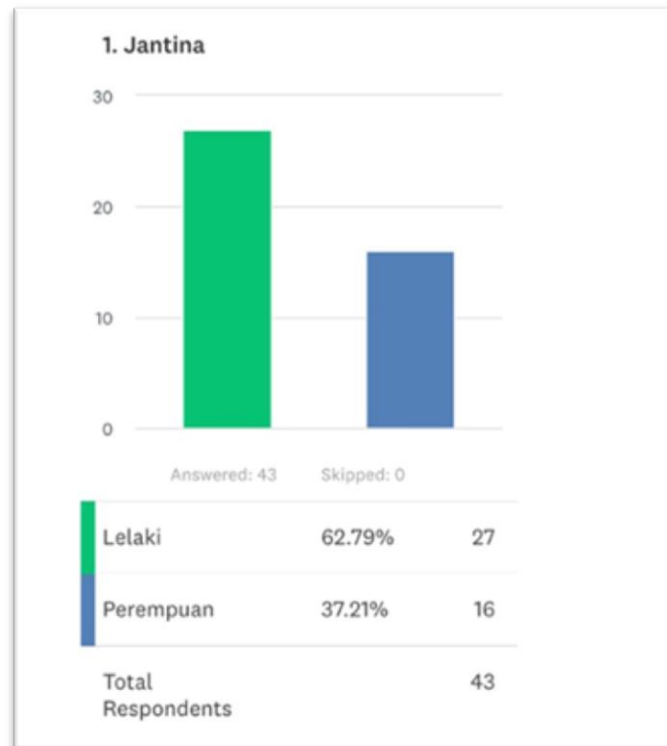 1. Jantina
30
20
10
0
Answered: 43 Skipped: 0
Lelaki 62.79% 27
Perempuan 37.21% 16
Total 43
Respondents